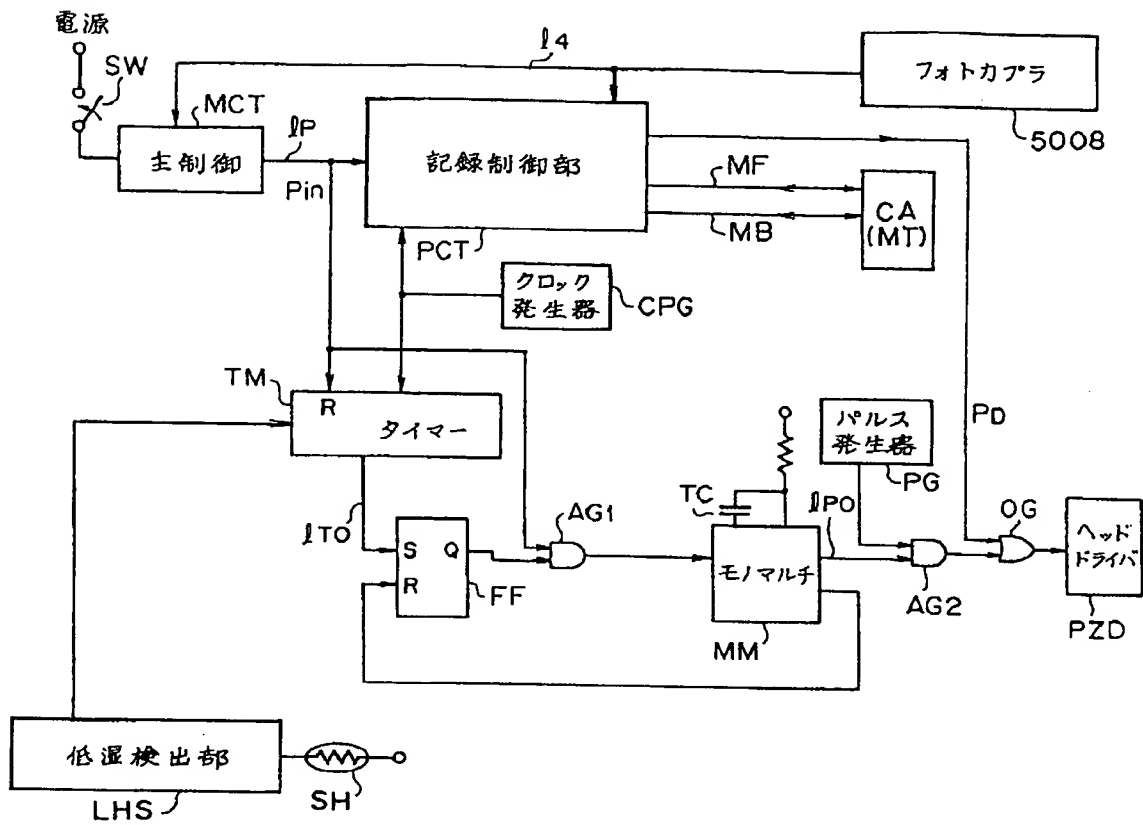 電源
SW
MCT
主制御
lP
Pin
l4
フォトカプラ
5008
記録制御部
PCT
MF
MB
CA
(MT)
クロック
発生器
CPG
TM
R
タイマー
lTO
S Q
R
FF
AG1
TC
モノマルチ
MM
lPO
パルス
発生器
PG
AG2
PD
OG
ヘッド
ドライバ
PZD
低湿検出部
LHS
SH